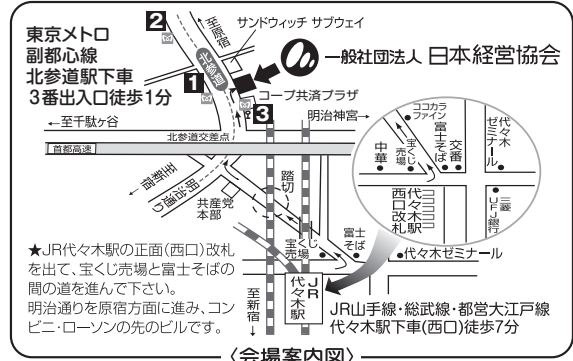 東京メトロ
副都心線
北参道駅下車
3番出入口徒歩1分
2
至原宿
サンドウィッチ サブウェイ
北参道
一般社団法人 日本経営協会
1
コープ共済プラザ
3
←至千駄ヶ谷
明治神宮→
北参道交差点
首都高速
至新宿
明治通り
共産党
本部
踏切
ココカラ
ファイン
中華
宝くじ
売場
富士そば
交番
代々木
ゼミナール
代々木駅
西口改札
三菱
UFJ銀行
★JR代々木駅の正面(西口)改札
を出て、宝くじ売場と富士そばの
間の道を進んで下さい。
明治通りを原宿方面に進み、コン
ビニ・ローソンの先のビルです。
宝くじ
売場
富士
そば
代々木ゼミナール
至新宿
JR
代々木駅
JR山手線・総武線・都営大江戸線
代々木駅下車(西口)徒歩7分
〈会場案内図〉